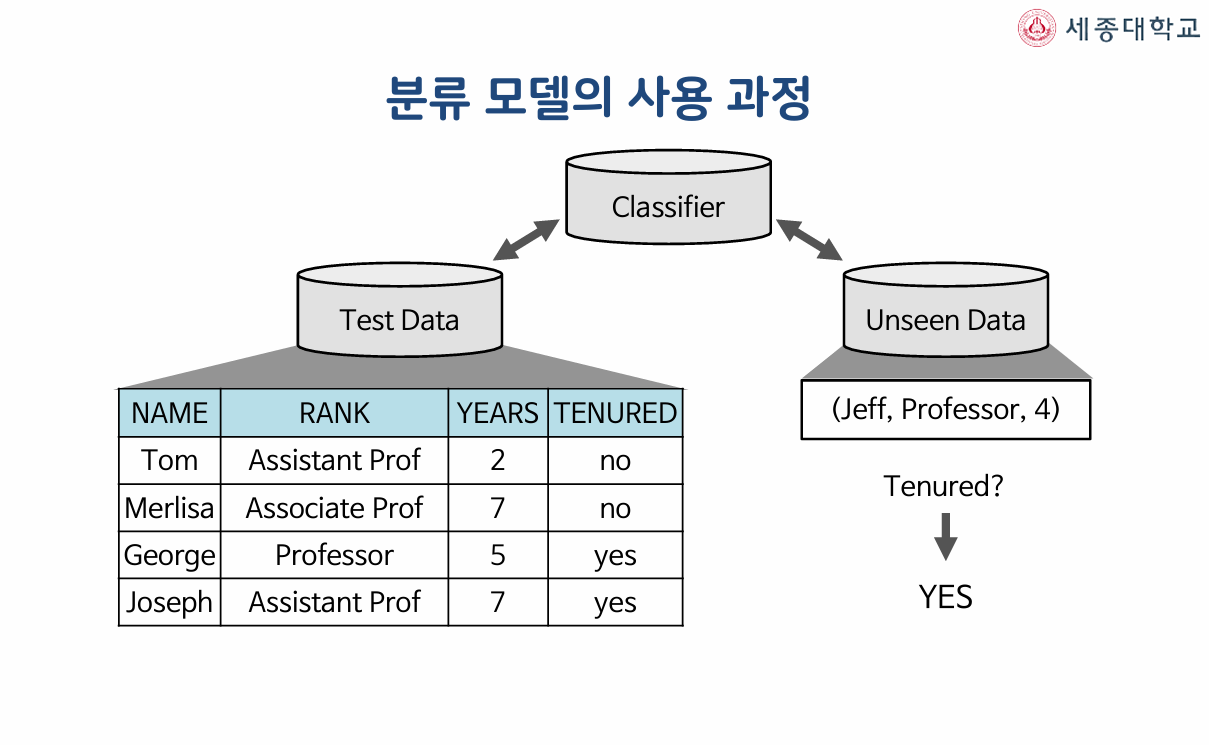 세종대학교
분류 모델의 사용 과정
Classifier
Test Data
Unseen Data
NAME RANK YEARS TENURED
Tom Assistant Prof 2 no
Merlisa Associate Prof 7 no
George Professor 5 yes
Joseph Assistant Prof 7 yes
(Jeff, Professor, 4)
Tenured?
YES